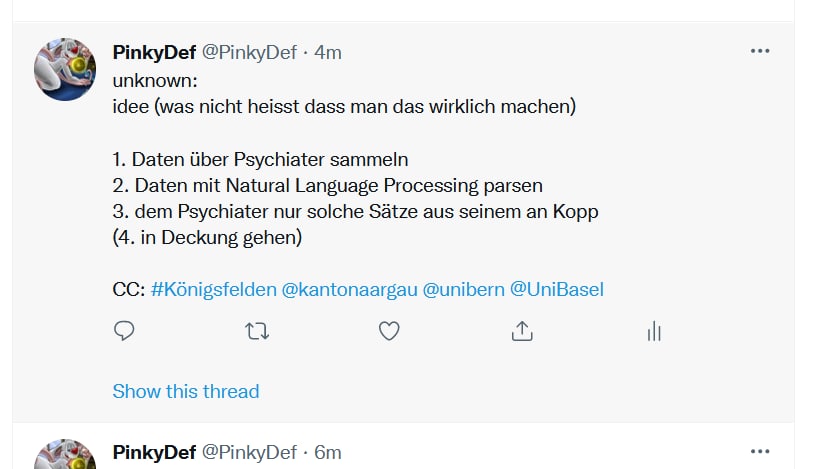 PinkyDef @PinkyDef · 4m
unknown:
idee (was nicht heisst dass man das wirklich machen)
1. Daten über Psychiater sammeln
2. Daten mit Natural Language Processing parsen
3. dem Psychiater nur solche Sätze aus seinem an Kopp
(4. in Deckung gehen)
CC: #Königsfelden @kantonaargau @unibern @UniBasel
Show this thread
PinkyDef @PinkyDef · 6m